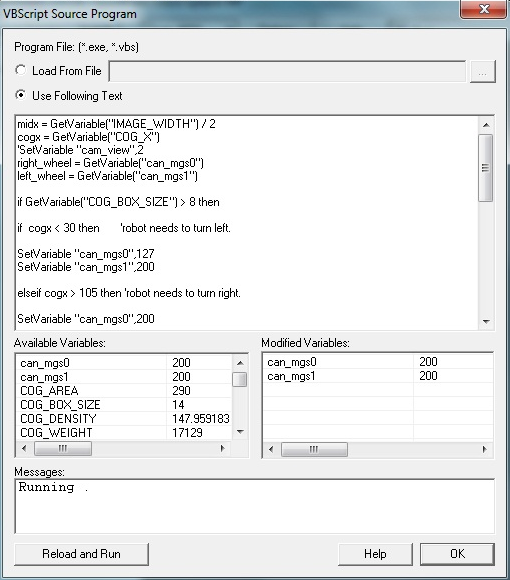 VBScript Source Program
Program File: (*.exe, *.vbs)
Load From File
...
Use Following Text
midx = GetVariable("IMAGE_WIDTH") / 2
cogx = GetVariable("COG_X")
'SetVariable "cam_view",2
right_wheel = GetVariable("can_mgs0")
left_wheel = GetVariable("can_mgs1")
if GetVariable("COG_BOX_SIZE") > 8 then
if cogx < 30 then 'robot needs to turn left.
SetVariable "can_mgs0",127
SetVariable "can_mgs1",200
elseif cogx > 105 then 'robot needs to turn right.
SetVariable "can_mgs0",200
Available Variables:
can_mgs0 200
can_mgs1 200
COG_AREA 290
COG_BOX_SIZE 14
COG_DENSITY 147.959183
COG_WEIGHT 17129
Modified Variables:
can_mgs0 200
can_mgs1 200
Messages:
Running .
Reload and Run
Help
OK